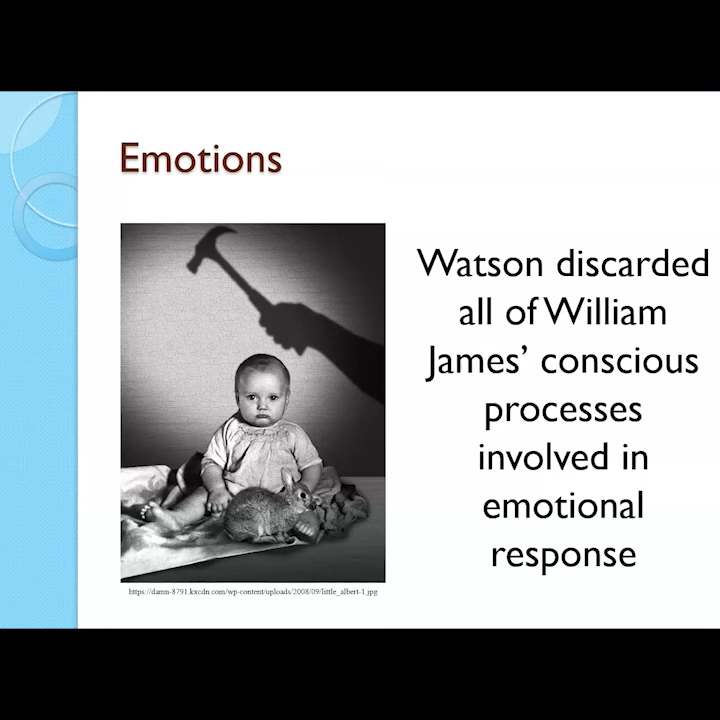 Emotions
Watson discarded
all of William
James’ conscious
processes
involved in
emotional
response
https://damn-8791.kxcdn.com/wp-content/uploads/2008/09/little_albert-1.jpg